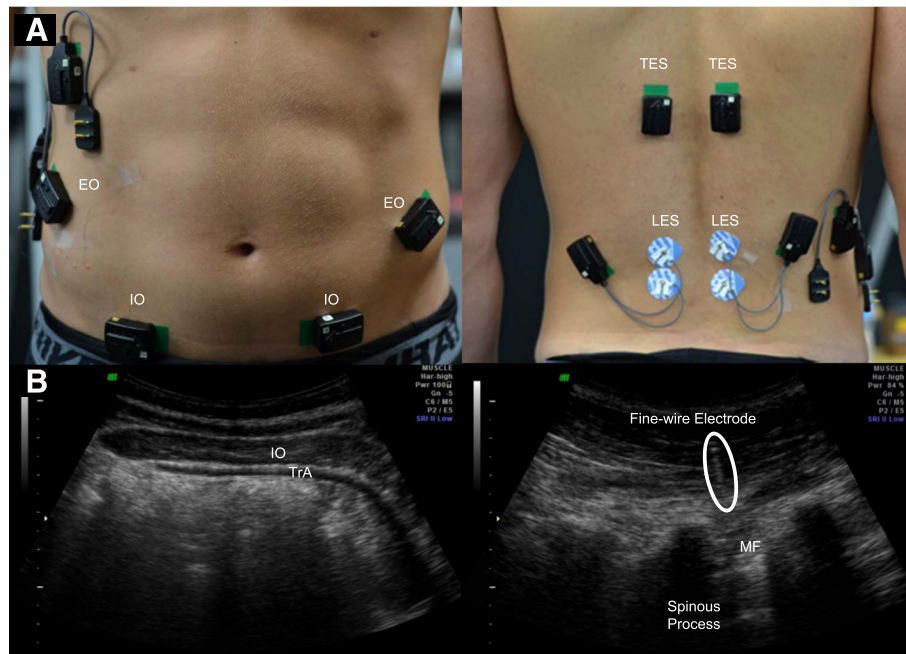 A
EO
EO
IO
IO
TES
TES
LES
LES
B
MUSCLE
Har-high
Pwr 100
Gn -5
C6 / M5
P2 / E5
SRI II Low
IO
TrA
MUSCLE
Har-high
Pwr 84 %
Gn -5
C6 / M5
P2 / E5
SRI II Low
Fine-wire Electrode
MF
Spinous
Process